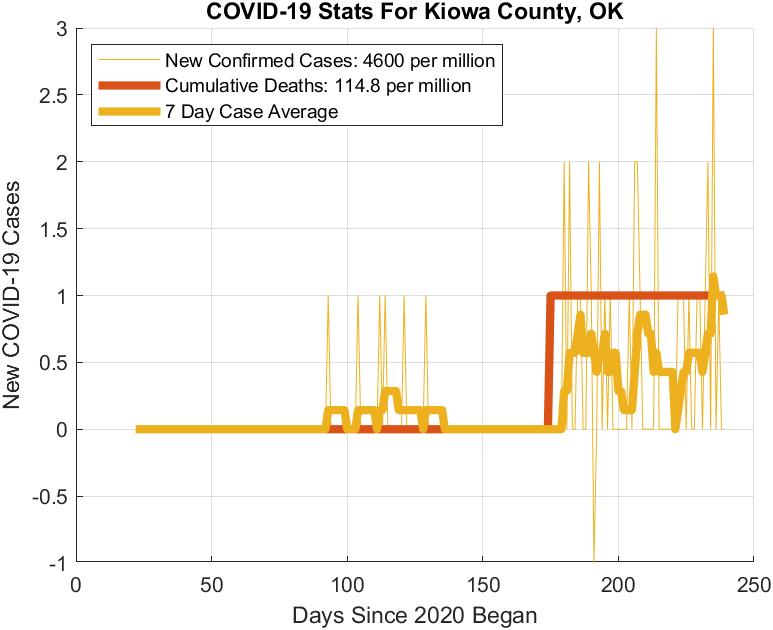 COVID-19 Stats For Kiowa County, OK
New Confirmed Cases: 4600 per million
Cumulative Deaths: 114.8 per million
7 Day Case Average
New COVID-19 Cases
3
2.5
2
1.5
1
0.5
0
-0.5
-1
0 50 100 150 200 250
Days Since 2020 Began